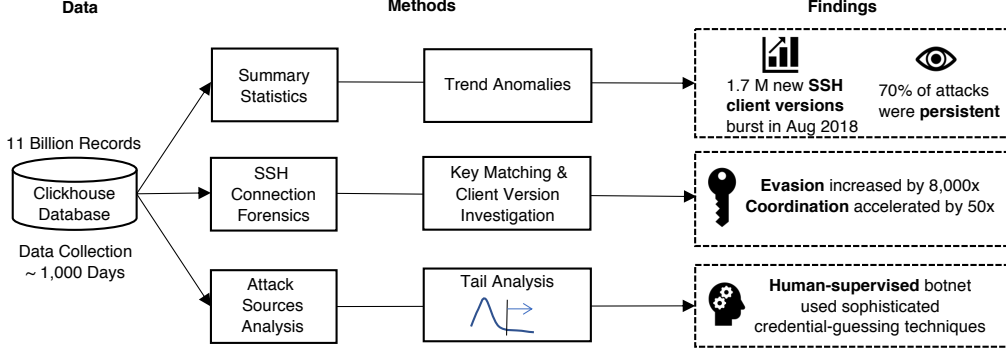 Data
Methods
Findings
11 Billion Records
Clickhouse
Database
Data Collection
~ 1,000 Days
Summary
Statistics
Trend Anomalies
1.7 M new SSH
client versions
burst in Aug 2018
70% of attacks
were persistent
SSH
Connection
Forensics
Key Matching &
Client Version
Investigation
Evasion increased by 8,000x
Coordination accelerated by 50x
Attack
Sources
Analysis
Tail Analysis
Human-supervised botnet
used sophisticated
credential-guessing techniques